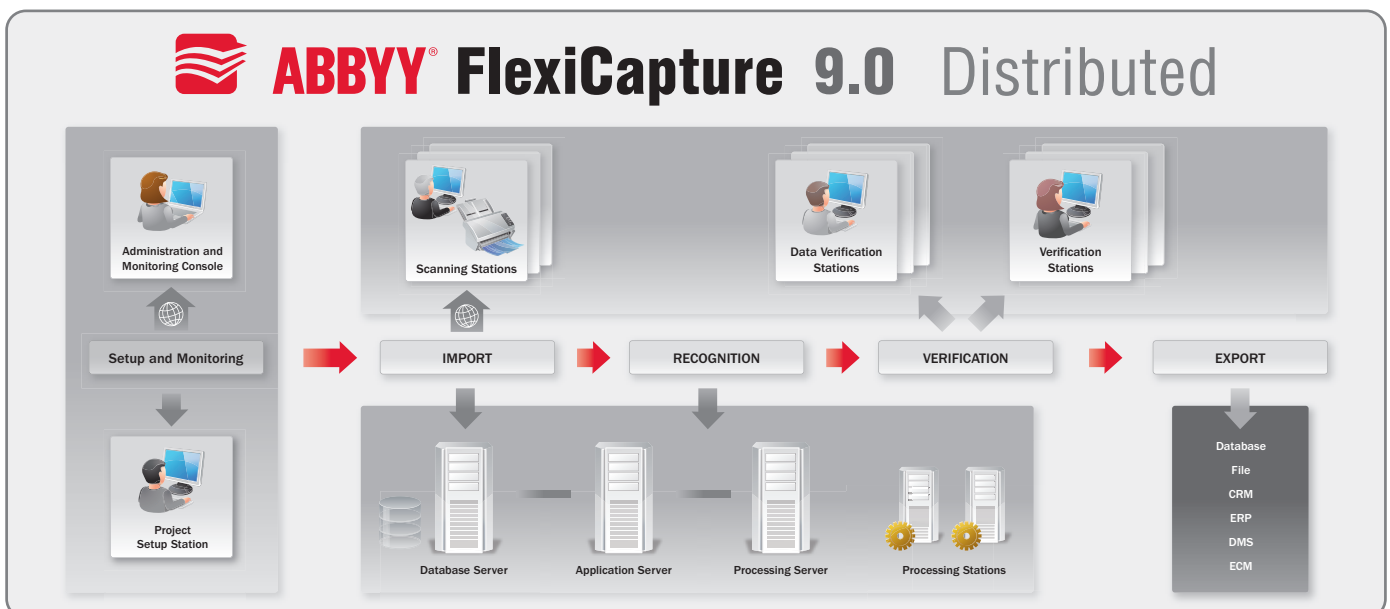 ABBYY® FlexiCapture 9.0 Distributed
Administration and
Monitoring Console
Setup and Monitoring
Project
Setup Station
Scanning Stations
Data Verification
Stations
Verification
Stations
IMPORT
RECOGNITION
VERIFICATION
EXPORT
Database Server
Application Server
Processing Server
Processing Stations
Database
File
CRM
ERP
DMS
ECM